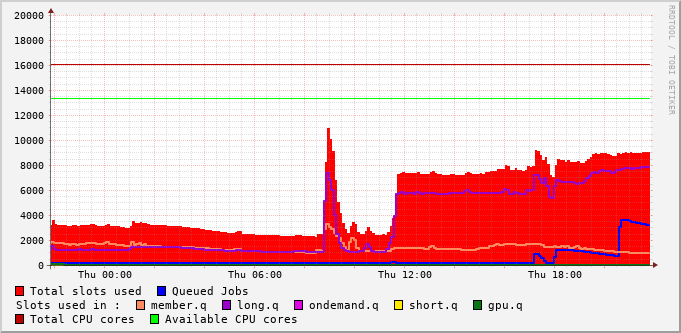 RRDTOOL / TOBI OETIKER
20000
18000
16000
14000
12000
10000
8000
6000
4000
2000
0
Thu 00:00 Thu 06:00 Thu 12:00 Thu 18:00
Total slots used Queued Jobs
Slots used in : member.q long.q ondemand.q short.q gpu.q
Total CPU cores Available CPU cores